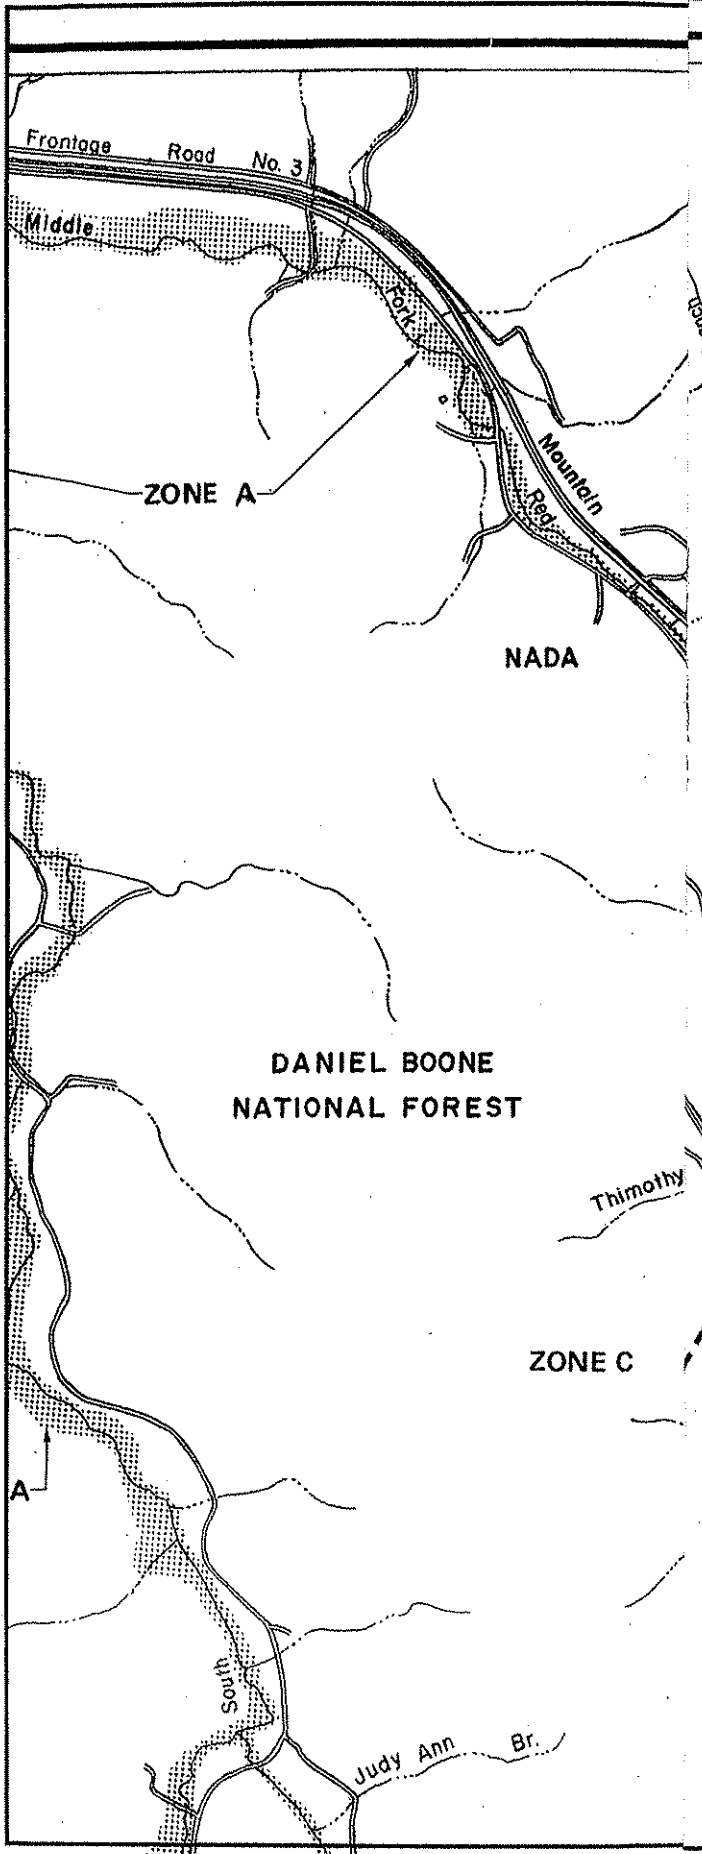 Frontage Road No. 3
Middle
Fork
ZONE A
Mountain
Red
NADA
DANIEL BOONE
NATIONAL FOREST
Thimothy
ZONE C
A
South
Judy Ann Br.